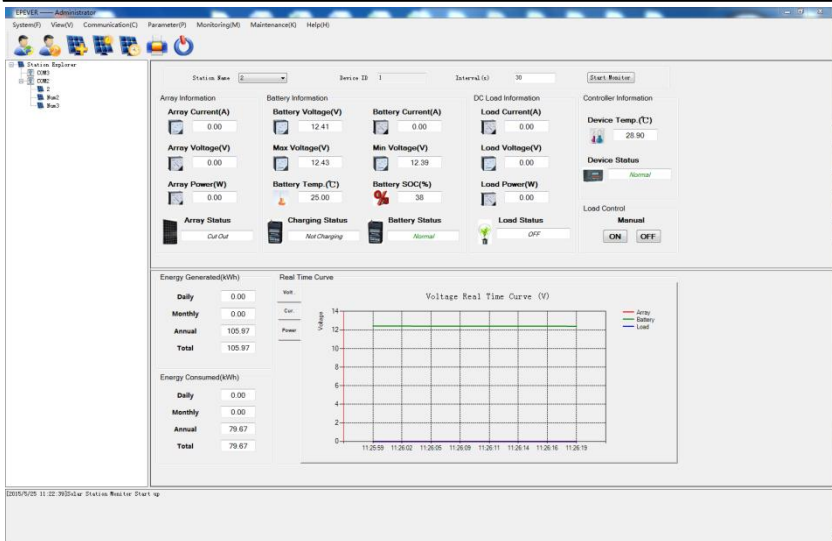 EPEVER —— Administrator
System(F) View(V) Communication(C) Parameter(P) Monitoring(M) Maintenance(K) Help(H)
Station Explorer
COM3
COM2
2
Num2
Num3
Station Name 2 Device ID 1 Interval(s) 30 Start Monitor
Array Information Battery Information DC Load Information Controller Information
Array Current(A) Battery Voltage(V) Battery Current(A) Load Current(A)
0.00 12.41 0.00 0.00
Device Temp.(℃)
28.90
Array Voltage(V) Max Voltage(V) Min Voltage(V) Load Voltage(V)
0.00 12.43 12.39 0.00
Device Status
Normal
Array Power(W) Battery Temp.(℃) Battery SOC(%) Load Power(W)
0.00 25.00 38 0.00
Load Control
Array Status Charging Status Battery Status Load Status Manual
Cut Out Not Charging Normal OFF ON OFF
Energy Generated(kWh)
Daily 0.00
Monthly 0.00
Annual 105.97
Total 105.97
Energy Consumed(kWh)
Daily 0.00
Monthly 0.00
Annual 79.67
Total 79.67
Real Time Curve
Volt.
Cur.
Power
Voltage Real Time Curve (V)
Voltage
14
12
10
8
6
4
2
0
11:25:59 11:26:02 11:26:05 11:26:09 11:26:11 11:26:14 11:26:16 11:26:19
Array
Battery
Load
[2015/5/25 11:22:39]Solar Station Monitor Start up